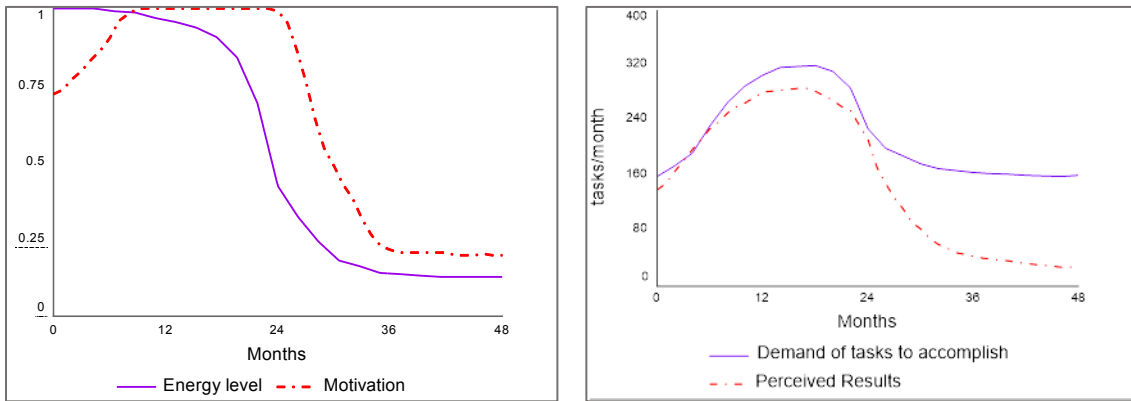 1
0.75
0.5
0.25
0
0 12 24 36 48
Months
Energy level Motivation
400
320
240
160
80
0
tasks/month
0 12 24 36 48
Months
Demand of tasks to accomplish
Perceived Results